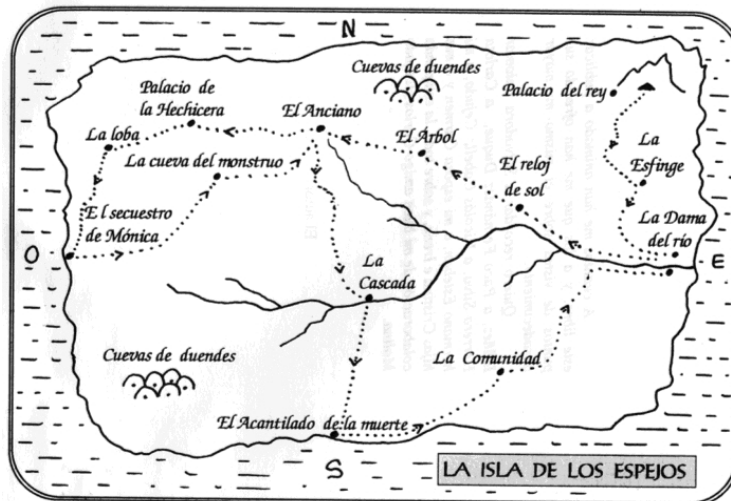 N
Cuevas de duendes
Palacio de
la Hechicera
Palacio del rey
El Anciano
La loba
El Árbol
La
Esfinge
La cueva del monstruo
El reloj
de sol
El secuestro
de Mónica
La Dama
del río
O
E
La
Cascada
Cuevas de duendes
La Comunidad
El Acantilado de la muerte
S
LA ISLA DE LOS ESPEJOS